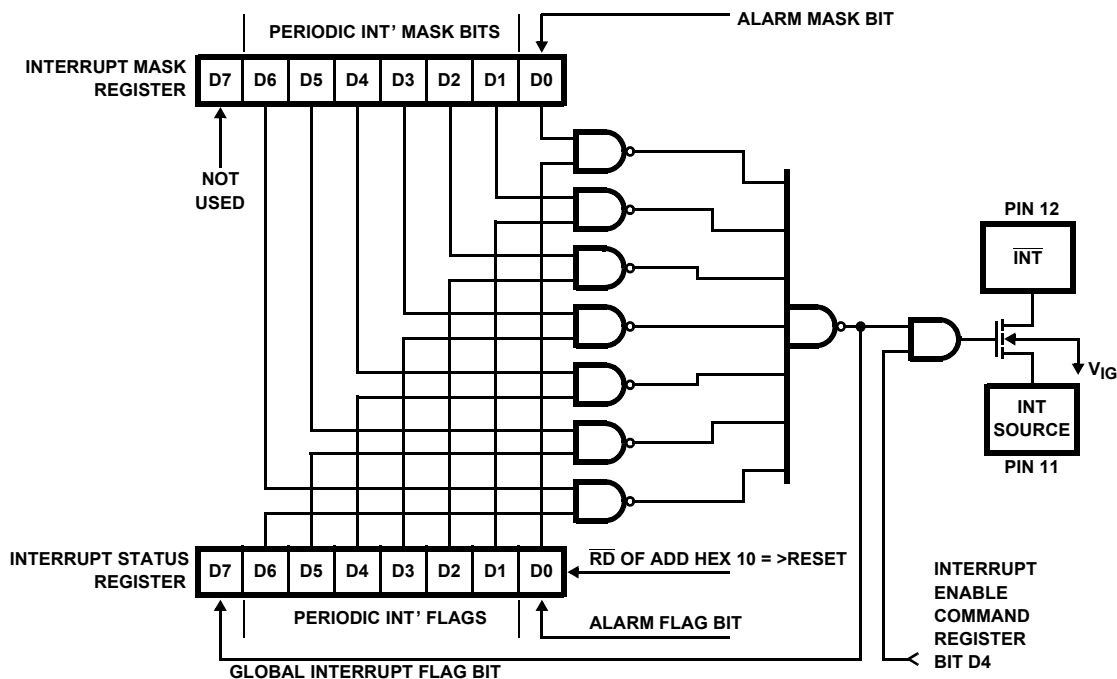 ALARM MASK BIT
PERIODIC INT' MASK BITS
INTERRUPT MASK
REGISTER
D7 D6 D5 D4 D3 D2 D1 D0
NOT
USED
PIN 12
INT
VIG
INT
SOURCE
PIN 11
INTERRUPT STATUS
REGISTER
D7 D6 D5 D4 D3 D2 D1 D0
RD OF ADD HEX 10 = >RESET
PERIODIC INT' FLAGS
ALARM FLAG BIT
GLOBAL INTERRUPT FLAG BIT
INTERRUPT
ENABLE
COMMAND
REGISTER
BIT D4